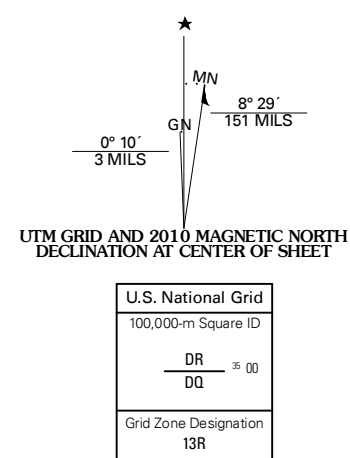 ★
MN
8° 29´
151 MILS
GN
0° 10´
3 MILS
UTM GRID AND 2010 MAGNETIC NORTH
DECLINATION AT CENTER OF SHEET
U.S. National Grid
100,000-m Square ID
DR
35 00
DQ
Grid Zone Designation
13R